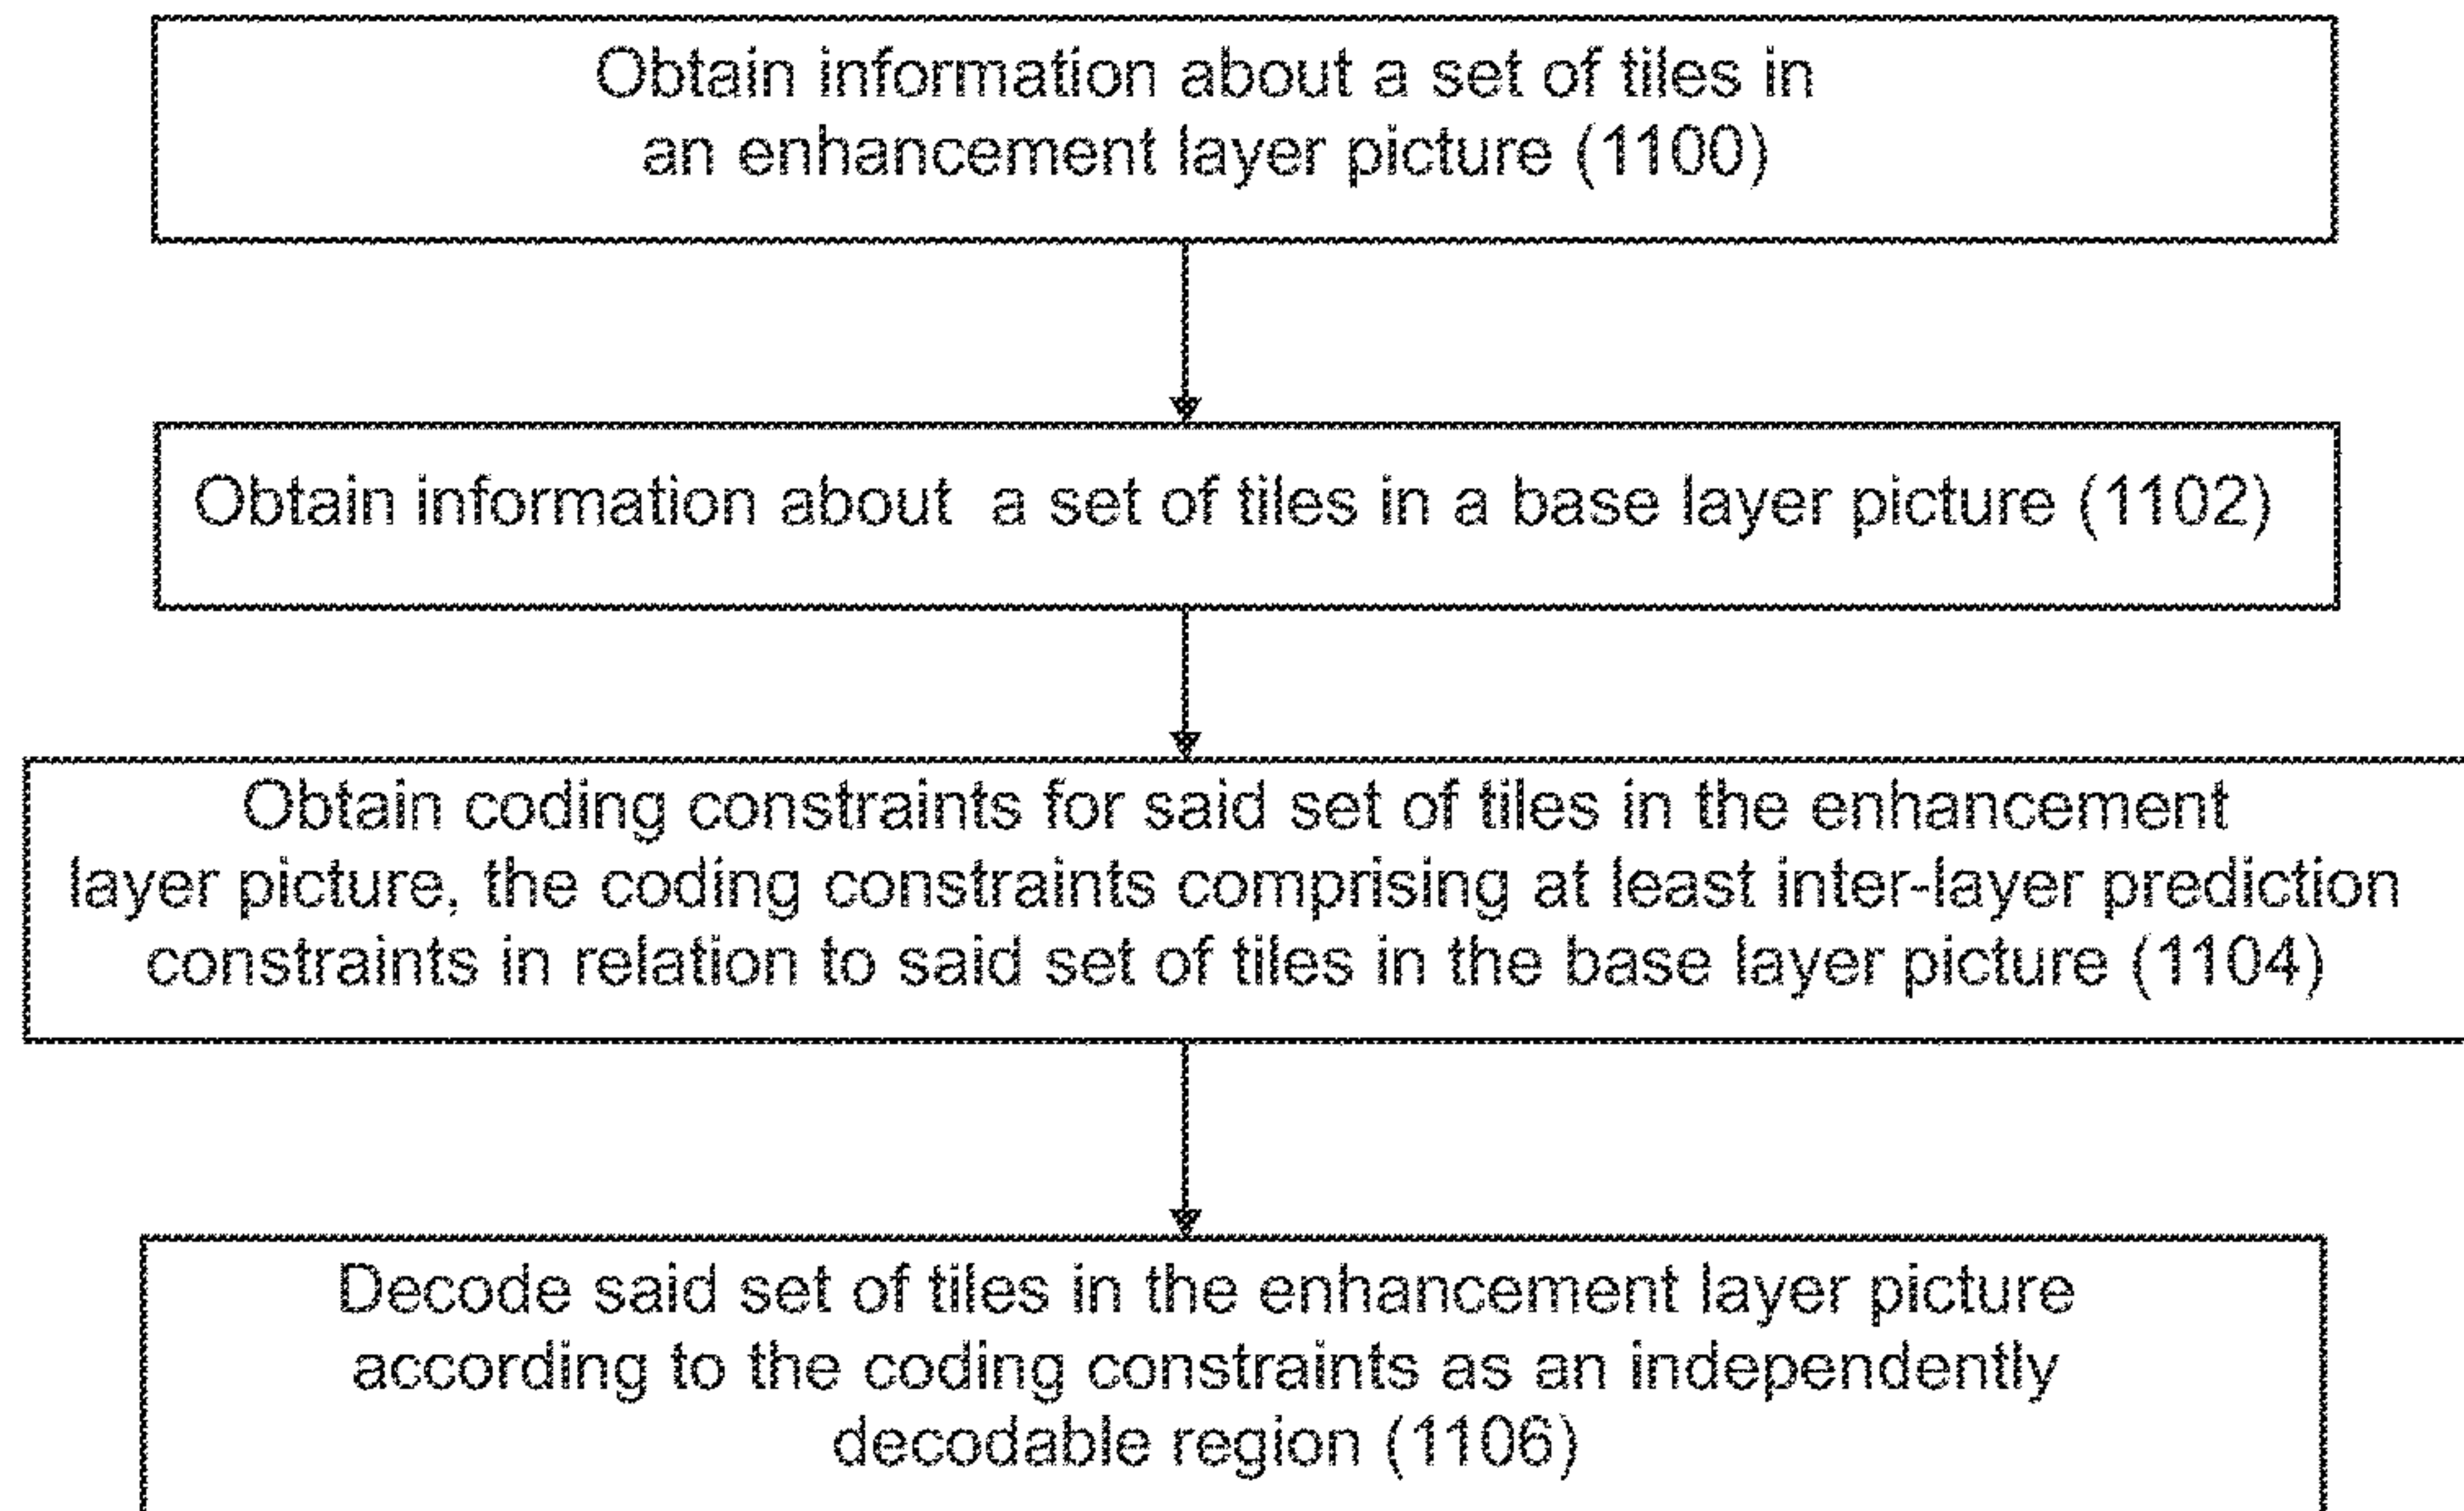 Obtain information about a set of tiles in
an enhancement layer picture (1100)
Obtain information about a set of tiles in a base layer picture (1102)
Obtain coding constraints for said set of tiles in the enhancement
layer picture, the coding constraints comprising at least inter-layer prediction
constraints in relation to said set of tiles in the base layer picture (1104)
Decode said set of tiles in the enhancement layer picture
according to the coding constraints as an independently
decodable region (1106)